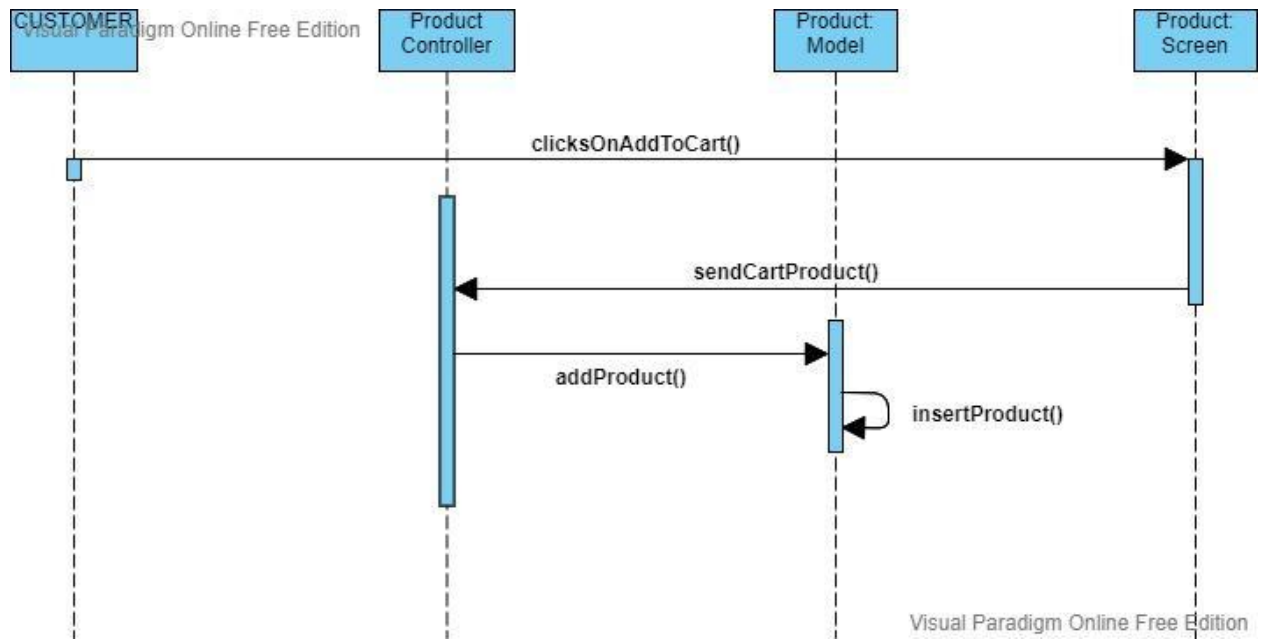 CUSTOMER
Visual Paradigm Online Free Edition
Product
Controller
Product:
Model
Product:
Screen
clicksOnAddToCart()
sendCartProduct()
addProduct()
insertProduct()
Visual Paradigm Online Free Edition